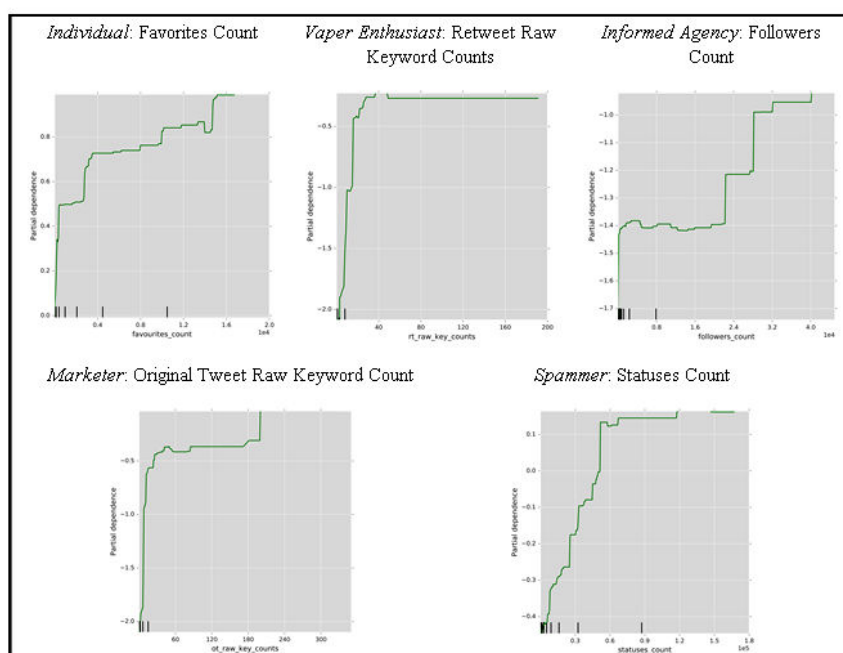 Individual: Favorites Count
Vaper Enthusiast: Retweet Raw
Keyword Counts
Informed Agency: Followers
Count
Partial dependence
0.8
0.6
0.4
0.2
0.0
0.4 0.8 1.2 1.6 2.0
1e4
favourites_count
Partial dependence
−0.5
−1.0
−1.5
−2.0
40 80 120 160 200
rt_raw_key_counts
Partial dependence
−1.0
−1.1
−1.2
−1.3
−1.4
−1.5
−1.6
−1.7
0.8 1.6 2.4 3.2 4.0
1e4
followers_count
Marketer: Original Tweet Raw Keyword Count
Spammer: Statuses Count
Partial dependence
−0.5
−1.0
−1.5
−2.0
60 120 180 240 300
ot_raw_key_counts
Partial dependence
0.1
0.0
−0.1
−0.2
−0.3
−0.4
0.3 0.6 0.9 1.2 1.5 1.8
1e5
statuses_count